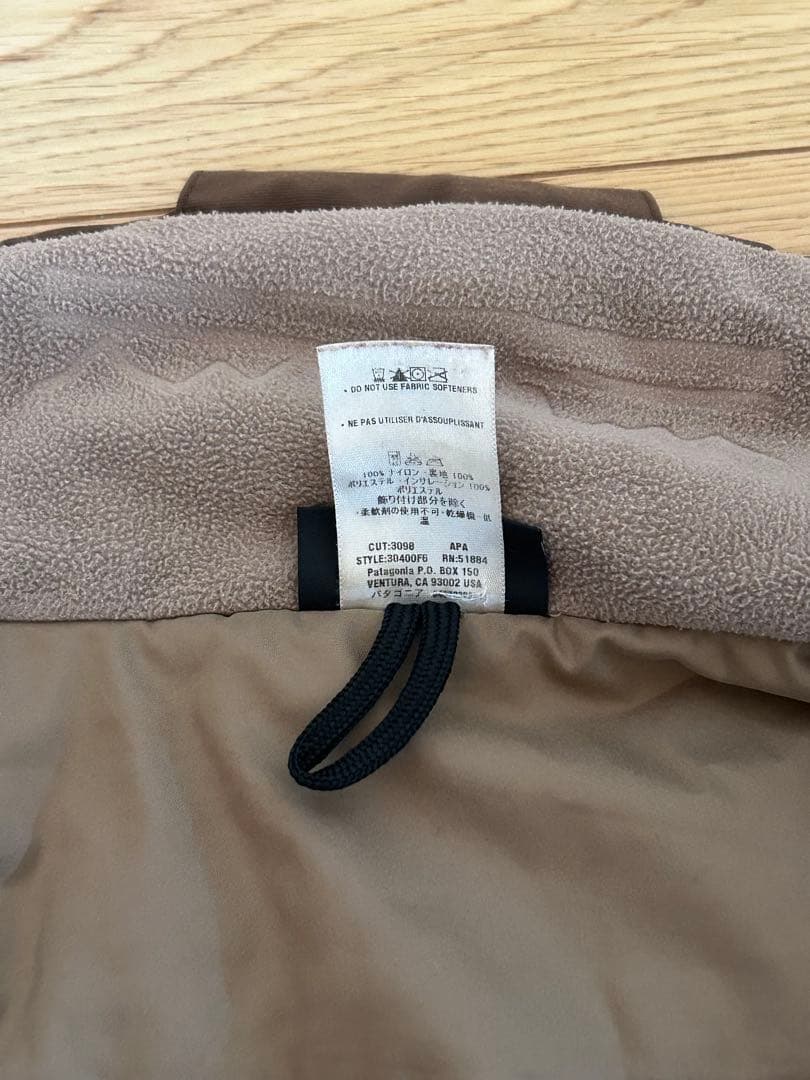 • DO NOT USE FABRIC SOFTENERS
• NE PAS UTILISER D'ASSOUPLISSANT
100% ナイロン・裏地 100%
ポリエステル・インサレーション 100%
ポリエステル
飾り付け部分を除く
・柔軟剤の使用不可・乾燥機－低
温
CUT:3098 APA
STYLE:30400F6 RN:51884
Patagonia P.O. BOX 150
VENTURA, CA 93002 USA
パタゴニア